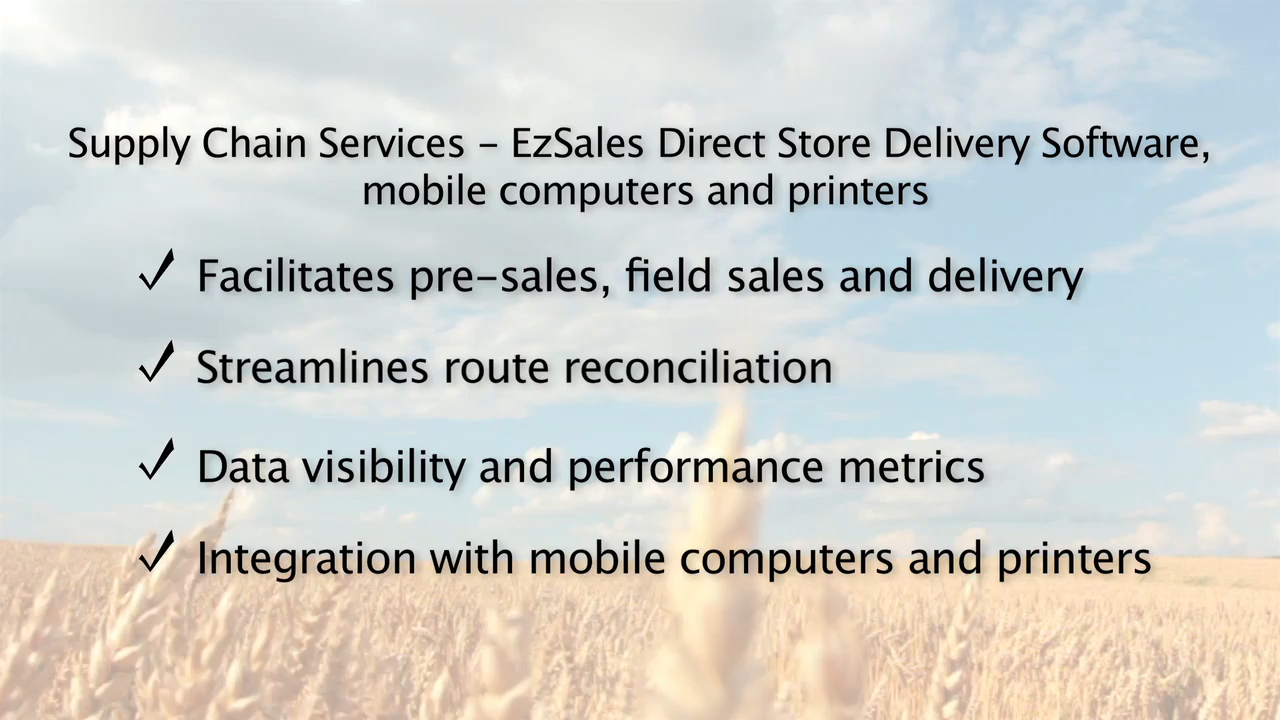 Supply Chain Services – EzSales Direct Store Delivery Software,
mobile computers and printers
✓ Facilitates pre-sales, field sales and delivery
✓ Streamlines route reconciliation
✓ Data visibility and performance metrics
✓ Integration with mobile computers and printers